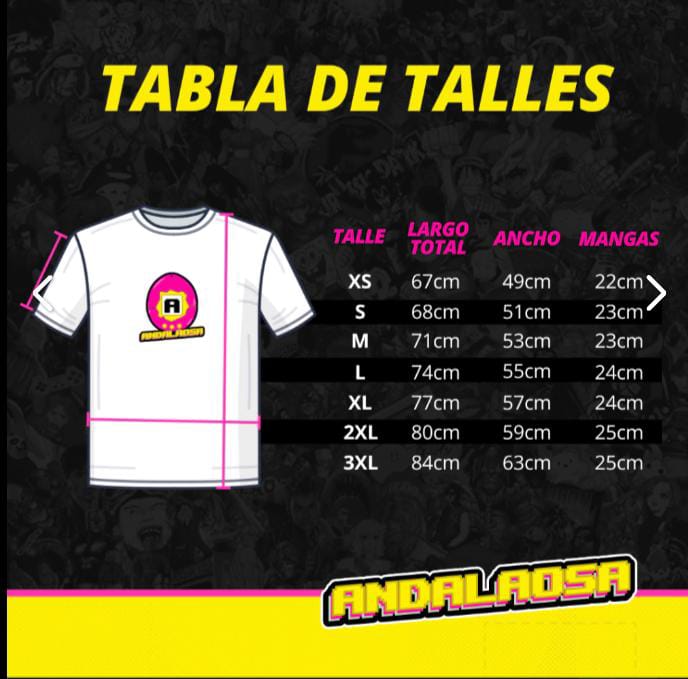 TABLA DE TALLES
TALLE LARGO TOTAL ANCHO MANGAS
XS 67cm 49cm 22cm
S 68cm 51cm 23cm
M 71cm 53cm 23cm
L 74cm 55cm 24cm
XL 77cm 57cm 24cm
2XL 80cm 59cm 25cm
3XL 84cm 63cm 25cm
A
ANDALAOSA
ANDALAOSA